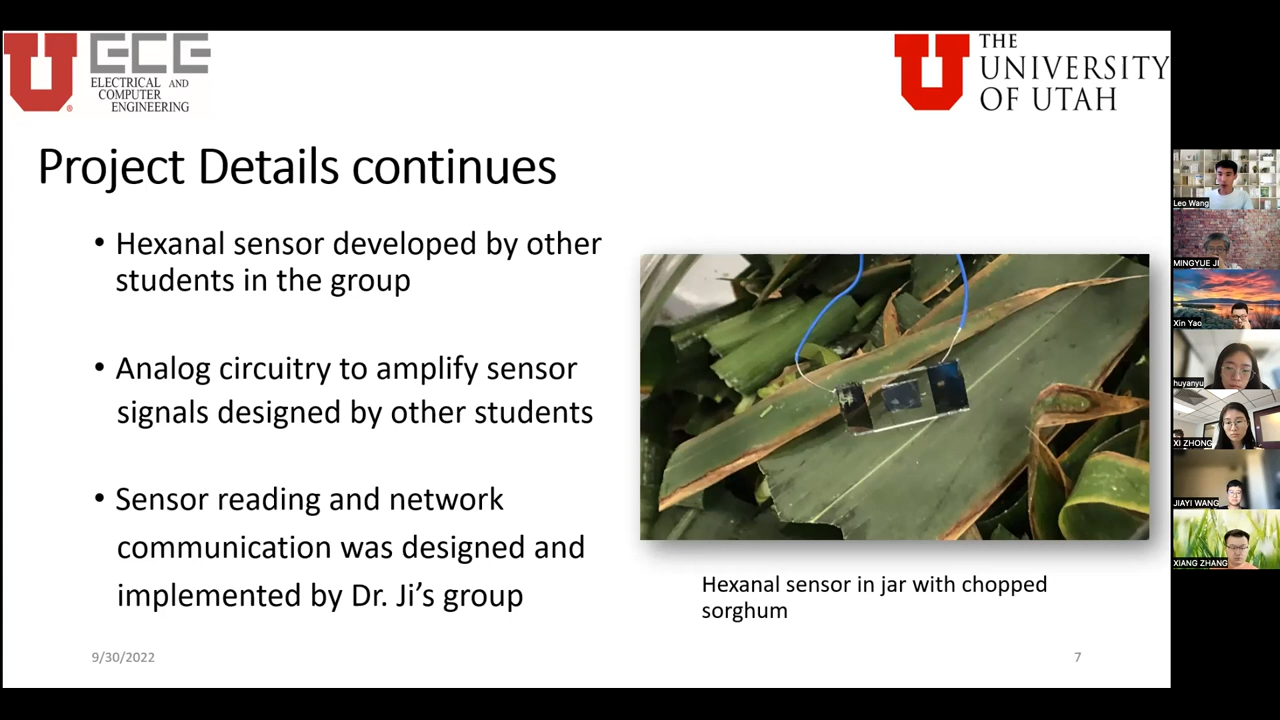 ECE
ELECTRICAL AND
COMPUTER
ENGINEERING
THE
UNIVERSITY
OF UTAH
Project Details continues
• Hexanal sensor developed by other
students in the group
• Analog circuitry to amplify sensor
signals designed by other students
• Sensor reading and network
communication was designed and
implemented by Dr. Ji's group
Hexanal sensor in jar with chopped
sorghum
9/30/2022
7
Leo Wang
MINGYUE JI
Xin Yao
huyanyu
XI ZHONG
JIAYI WANG
XIANG ZHANG